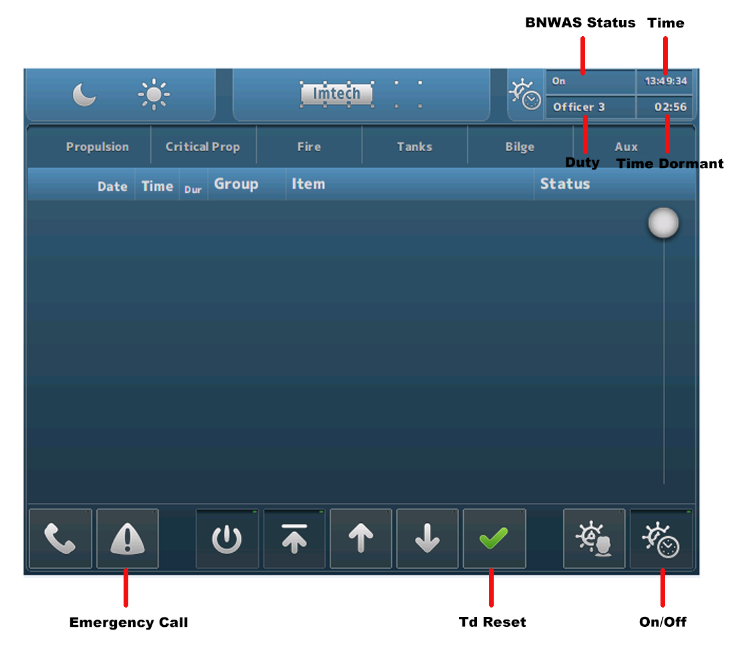 BNWAS Status Time
Imtech
On 13:49:34
Officer 3 02:56
Propulsion Critical Prop Fire Tanks Bilge Aux
Duty Time Dormant
Date Time Dur Group Item Status
Emergency Call Td Reset On/Off